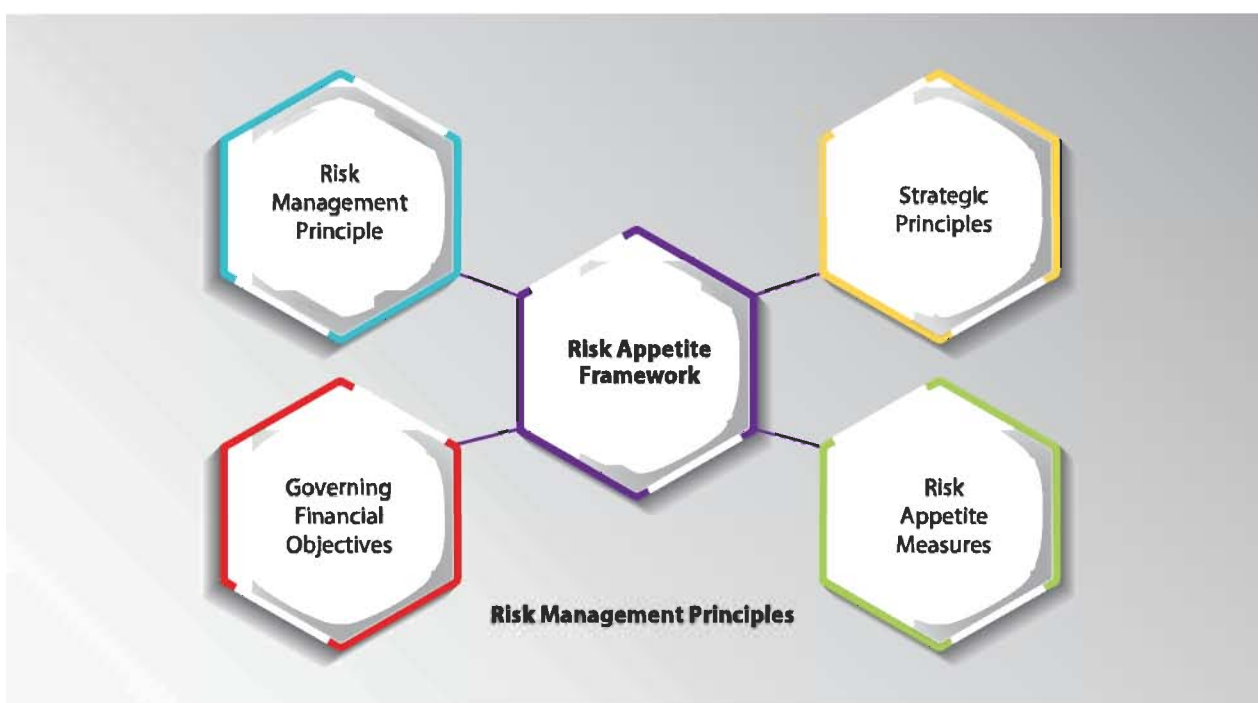 Risk
Management
Principle
Strategic
Principles
Risk Appetite
Framework
Governing
Financial
Objectives
Risk
Appetite
Measures
Risk Management Principles